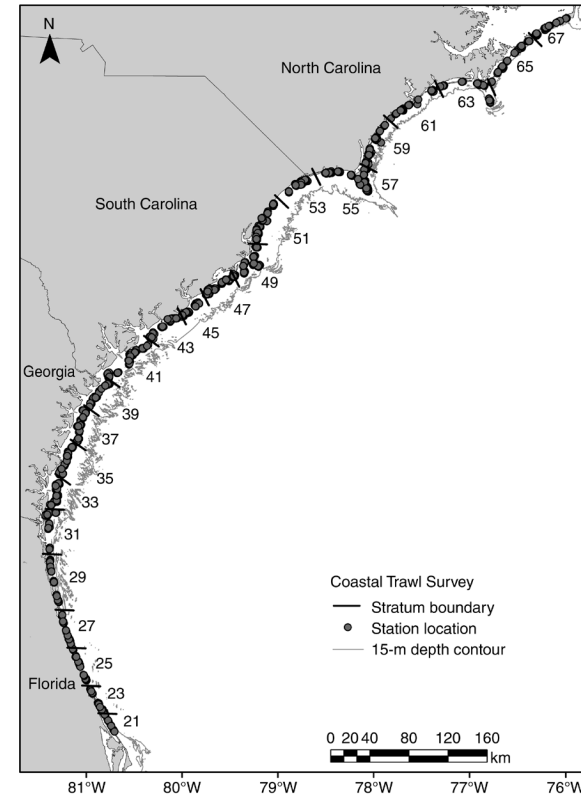 N
North Carolina
67
65
63
61
59
57
South Carolina
53
55
51
49
47
45
43
Georgia
41
39
37
35
33
31
29
27
25
Florida
23
21
Coastal Trawl Survey
Stratum boundary
Station location
15-m depth contour
0 20 40 80 120 160
km
81°W 80°W 79°W 78°W 77°W 76°W